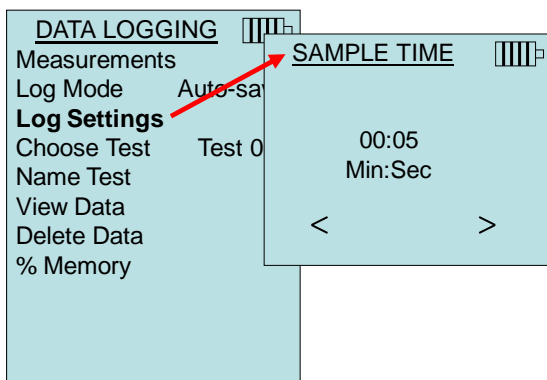 DATA LOGGING
Measurements
Log Mode Auto-sav
Log Settings
Choose Test Test 0
Name Test
View Data
Delete Data
% Memory
SAMPLE TIME
00:05
Min:Sec
< >